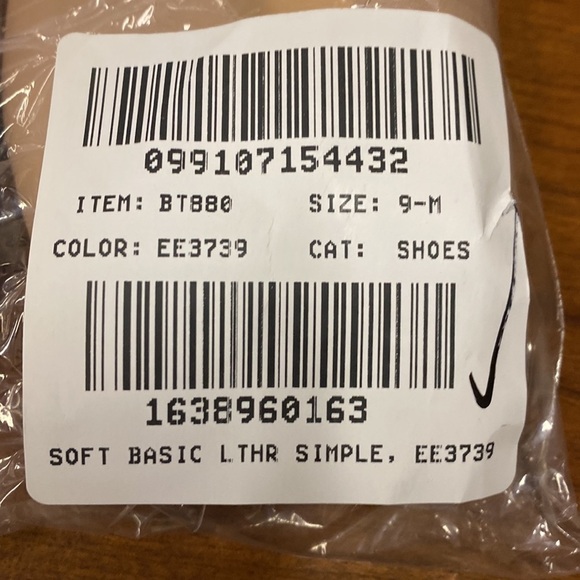 099107154432
ITEM: BT880 SIZE: 9-M
COLOR: EE3739 CAT: SHOES
1638960163
SOFT BASIC LTHR SIMPLE, EE3739